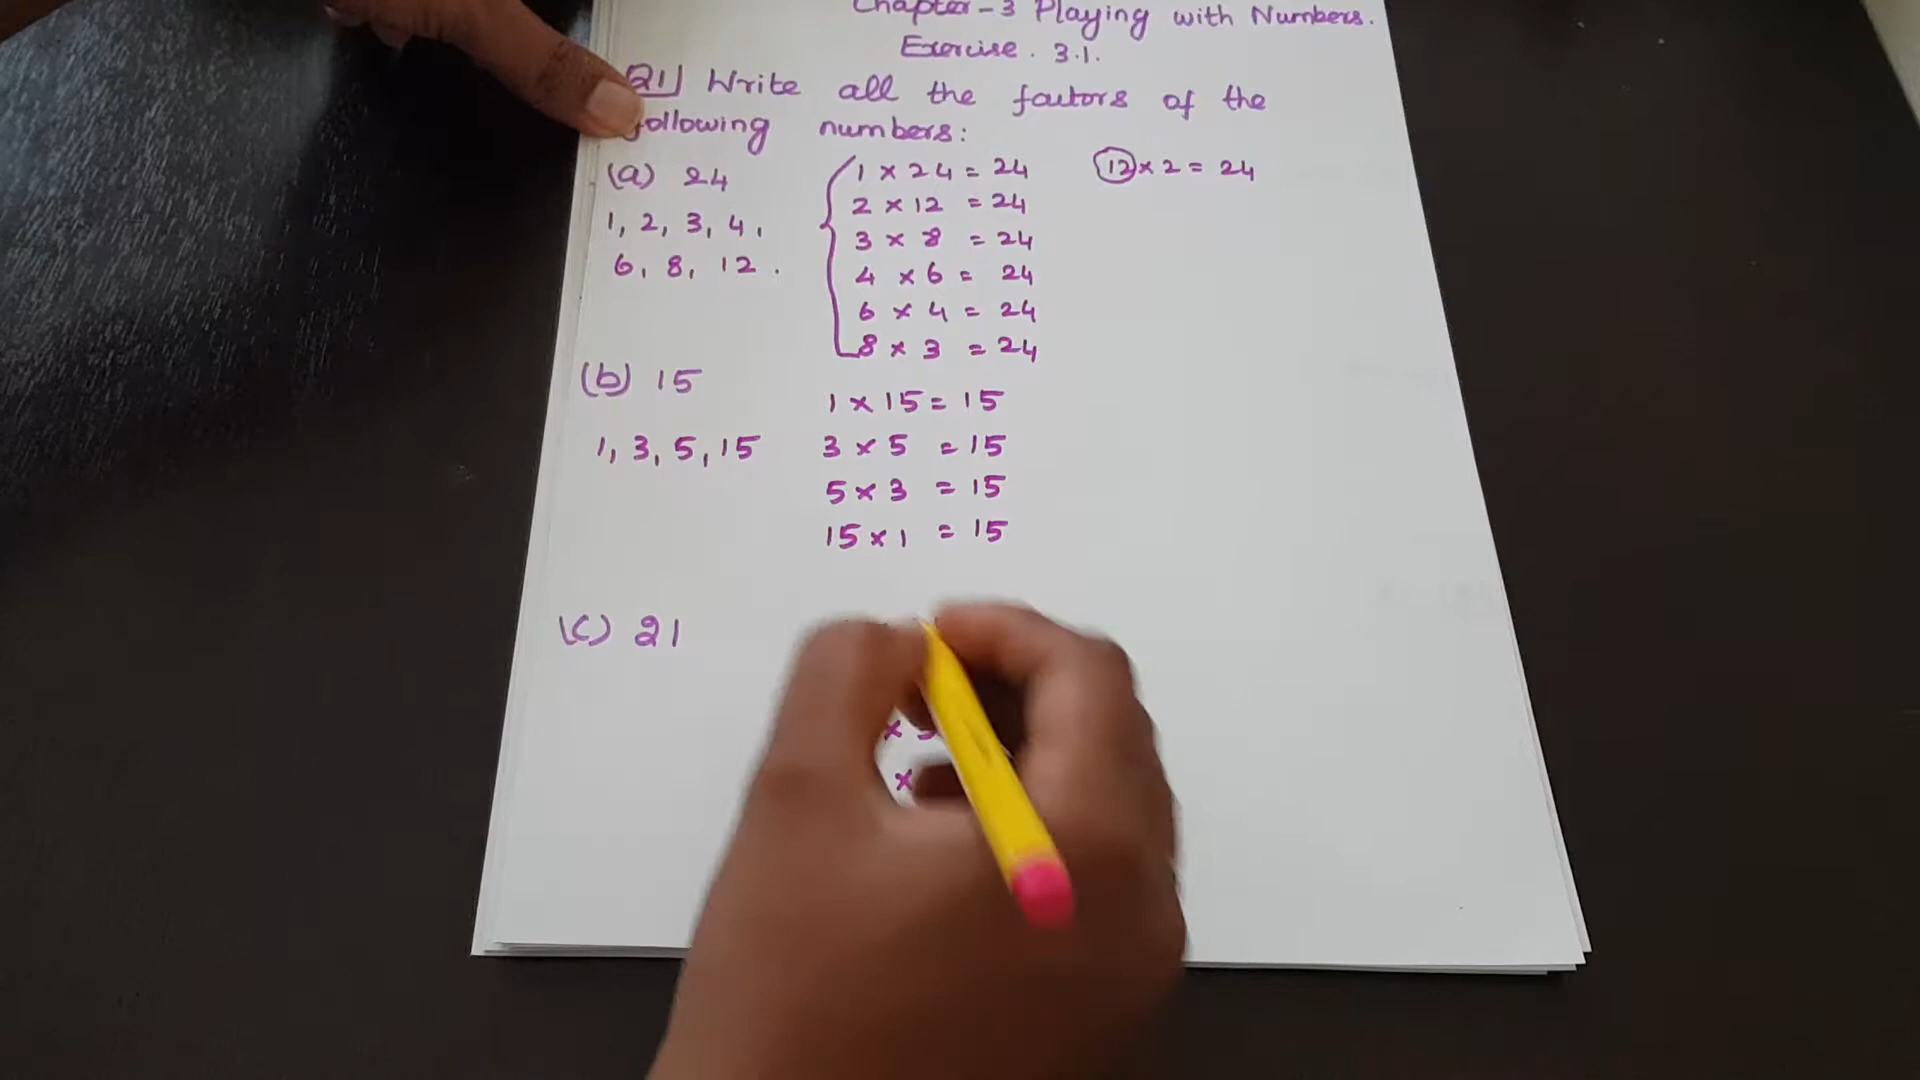 Chapter-3 Playing with Numbers.
Exercise. 3.1.
Q1) Write all the factors of the
following numbers:
(a) 24
1, 2, 3, 4,
6, 8, 12.
1 × 24 = 24
2 × 12 = 24
3 × 8 = 24
4 × 6 = 24
6 × 4 = 24
8 × 3 = 24
12 × 2 = 24
(b) 15
1, 3, 5, 15
1 × 15 = 15
3 × 5 = 15
5 × 3 = 15
15 × 1 = 15
(c) 21
×
×